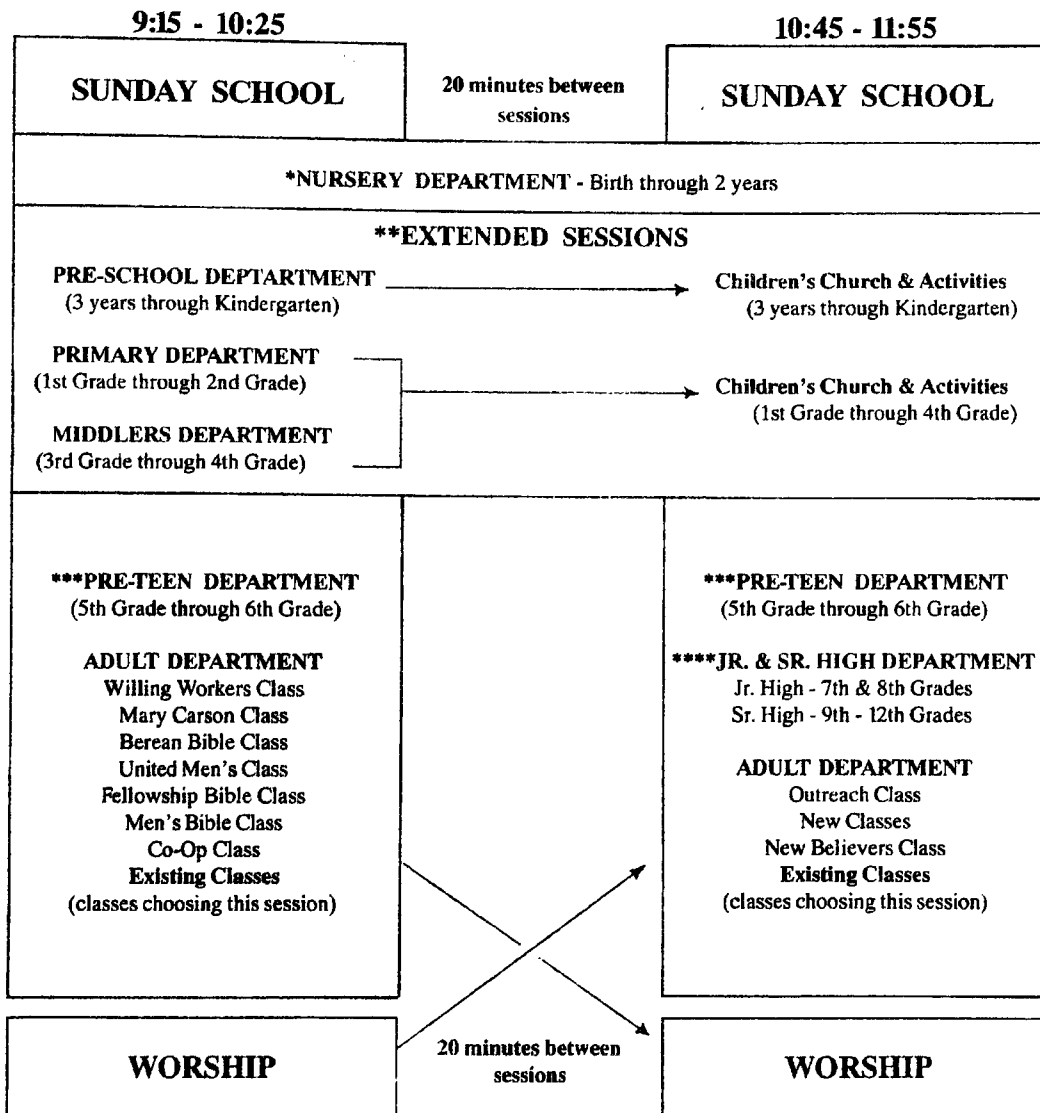 9:15 - 10:25
10:45 - 11:55
SUNDAY SCHOOL
20 minutes between
sessions
SUNDAY SCHOOL
*NURSERY DEPARTMENT - Birth through 2 years
**EXTENDED SESSIONS
PRE-SCHOOL DEPTARTMENT
(3 years through Kindergarten)
Children's Church & Activities
(3 years through Kindergarten)
PRIMARY DEPARTMENT
(1st Grade through 2nd Grade)
MIDDLERS DEPARTMENT
(3rd Grade through 4th Grade)
Children's Church & Activities
(1st Grade through 4th Grade)
***PRE-TEEN DEPARTMENT
(5th Grade through 6th Grade)
ADULT DEPARTMENT
Willing Workers Class
Mary Carson Class
Berean Bible Class
United Men's Class
Fellowship Bible Class
Men's Bible Class
Co-Op Class
Existing Classes
(classes choosing this session)
***PRE-TEEN DEPARTMENT
(5th Grade through 6th Grade)
****JR. & SR. HIGH DEPARTMENT
Jr. High - 7th & 8th Grades
Sr. High - 9th - 12th Grades
ADULT DEPARTMENT
Outreach Class
New Classes
New Believers Class
Existing Classes
(classes choosing this session)
WORSHIP
20 minutes between
sessions
WORSHIP